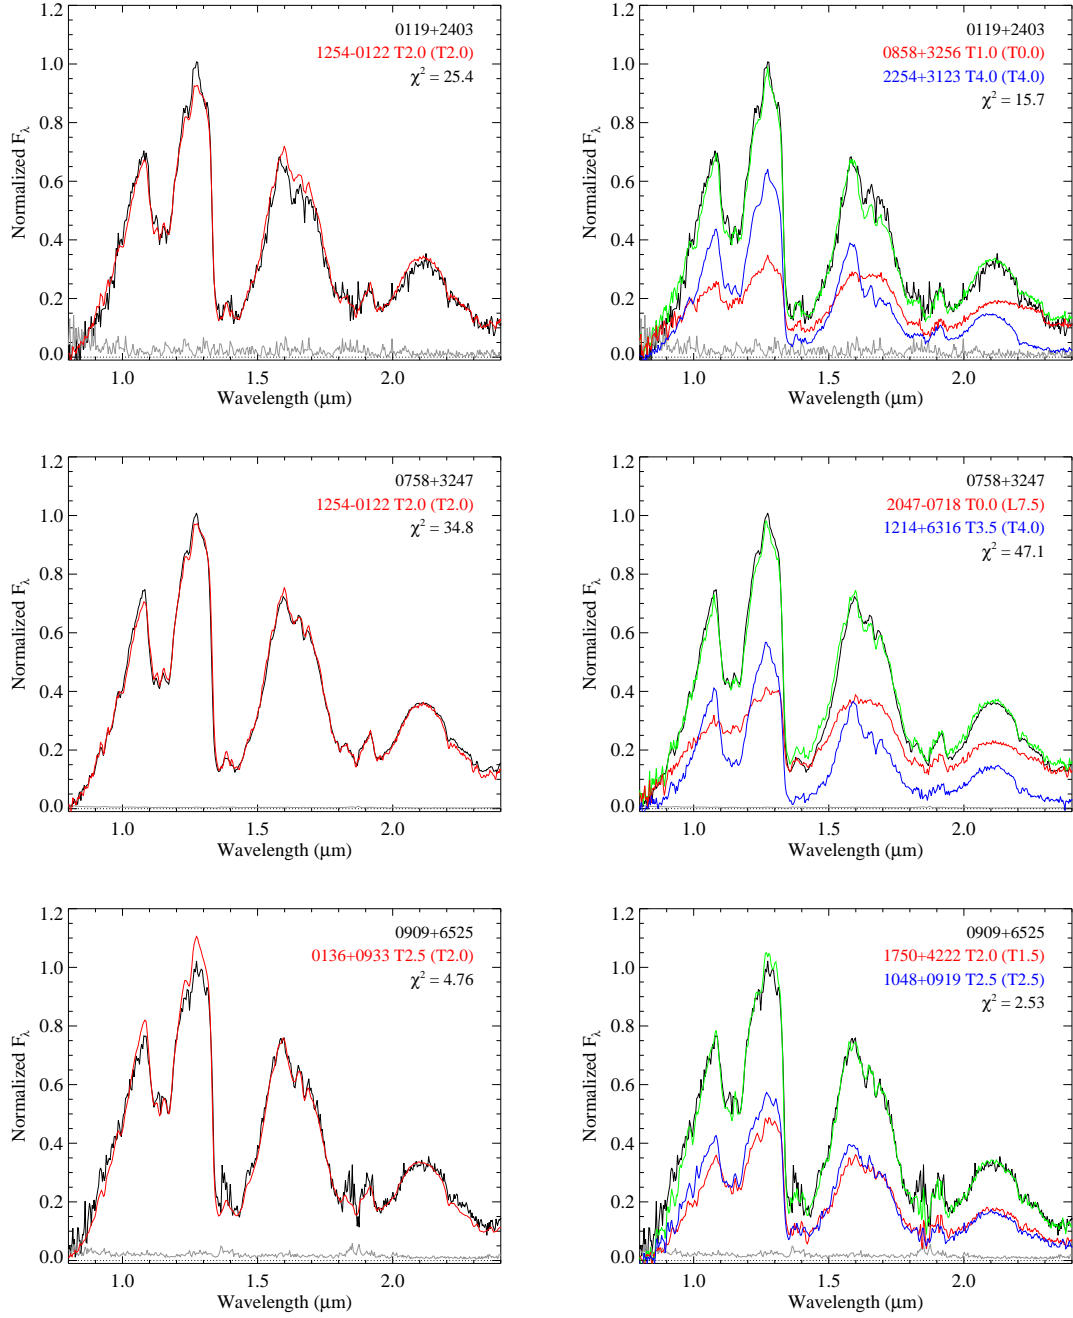 0119+2403
1254-0122 T2.0 (T2.0)
χ² = 25.4
1.2
1.0
0.8
0.6
0.4
0.2
0.0
Normalized F_λ
1.0 1.5 2.0
Wavelength (μm)
0119+2403
0858+3256 T1.0 (T0.0)
2254+3123 T4.0 (T4.0)
χ² = 15.7
1.2
1.0
0.8
0.6
0.4
0.2
0.0
Normalized F_λ
1.0 1.5 2.0
Wavelength (μm)
0758+3247
1254-0122 T2.0 (T2.0)
χ² = 34.8
1.2
1.0
0.8
0.6
0.4
0.2
0.0
Normalized F_λ
1.0 1.5 2.0
Wavelength (μm)
0758+3247
2047-0718 T0.0 (L7.5)
1214+6316 T3.5 (T4.0)
χ² = 47.1
1.2
1.0
0.8
0.6
0.4
0.2
0.0
Normalized F_λ
1.0 1.5 2.0
Wavelength (μm)
0909+6525
0136+0933 T2.5 (T2.0)
χ² = 4.76
1.2
1.0
0.8
0.6
0.4
0.2
0.0
Normalized F_λ
1.0 1.5 2.0
Wavelength (μm)
0909+6525
1750+4222 T2.0 (T1.5)
1048+0919 T2.5 (T2.5)
χ² = 2.53
1.2
1.0
0.8
0.6
0.4
0.2
0.0
Normalized F_λ
1.0 1.5 2.0
Wavelength (μm)